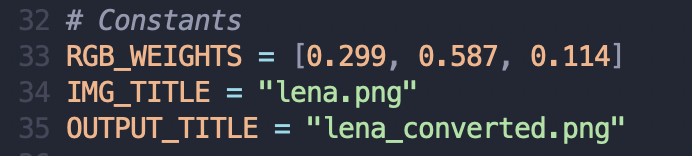 32 # Constants
33 RGB_WEIGHTS = [0.299, 0.587, 0.114]
34 IMG_TITLE = "lena.png"
35 OUTPUT_TITLE = "lena_converted.png"